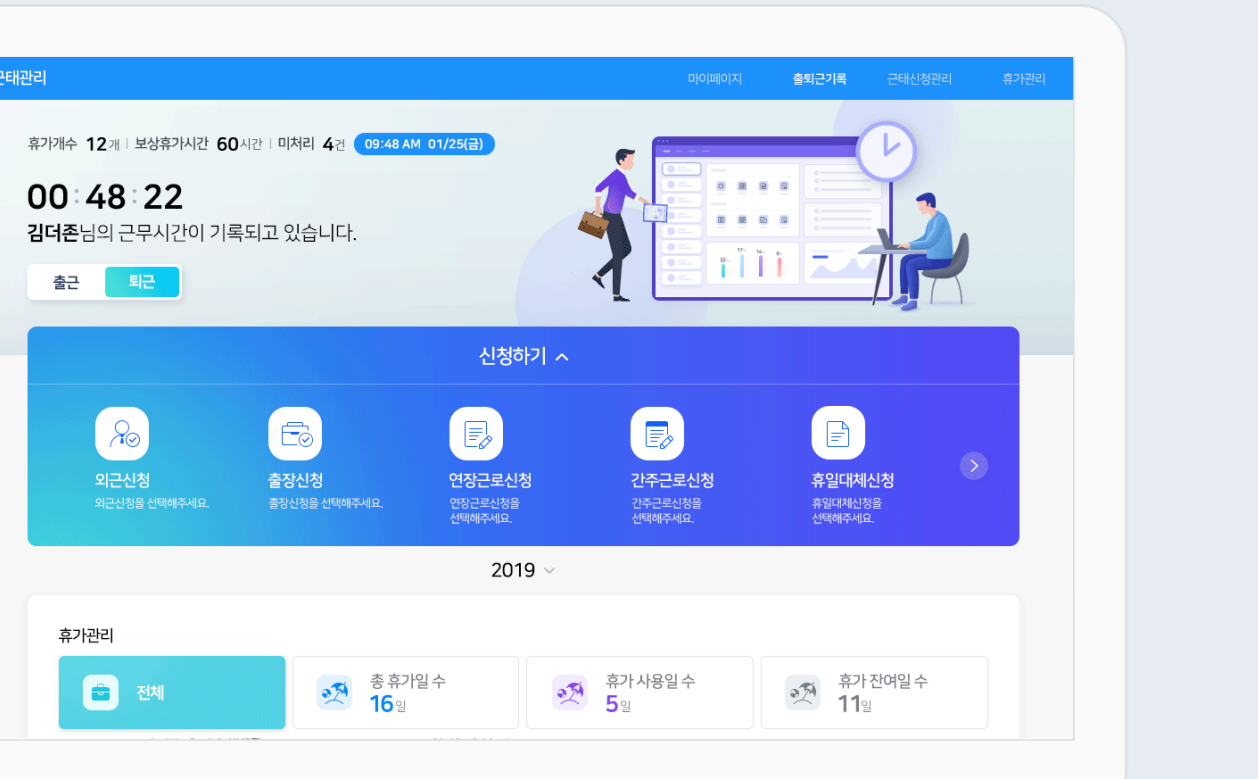 근태관리
마이페이지 출퇴근기록 근태신청관리 휴가관리
휴가개수 12개 보상휴가시간 60시간 미처리 4건 09:48 AM 01/25(금)
00:48:22
김더존님의 근무시간이 기록되고 있습니다.
출근 퇴근
신청하기
외근신청
외근신청을 선택해주세요.
출장신청
출장신청을 선택해주세요.
연장근로신청
연장근로신청을
선택해주세요.
간주근로신청
간주근로신청을
선택해주세요.
휴일대체신청
휴일대체신청을
선택해주세요.
2019
휴가관리
전체
총 휴가일 수
16일
휴가 사용일 수
5일
휴가 잔여일 수
11일